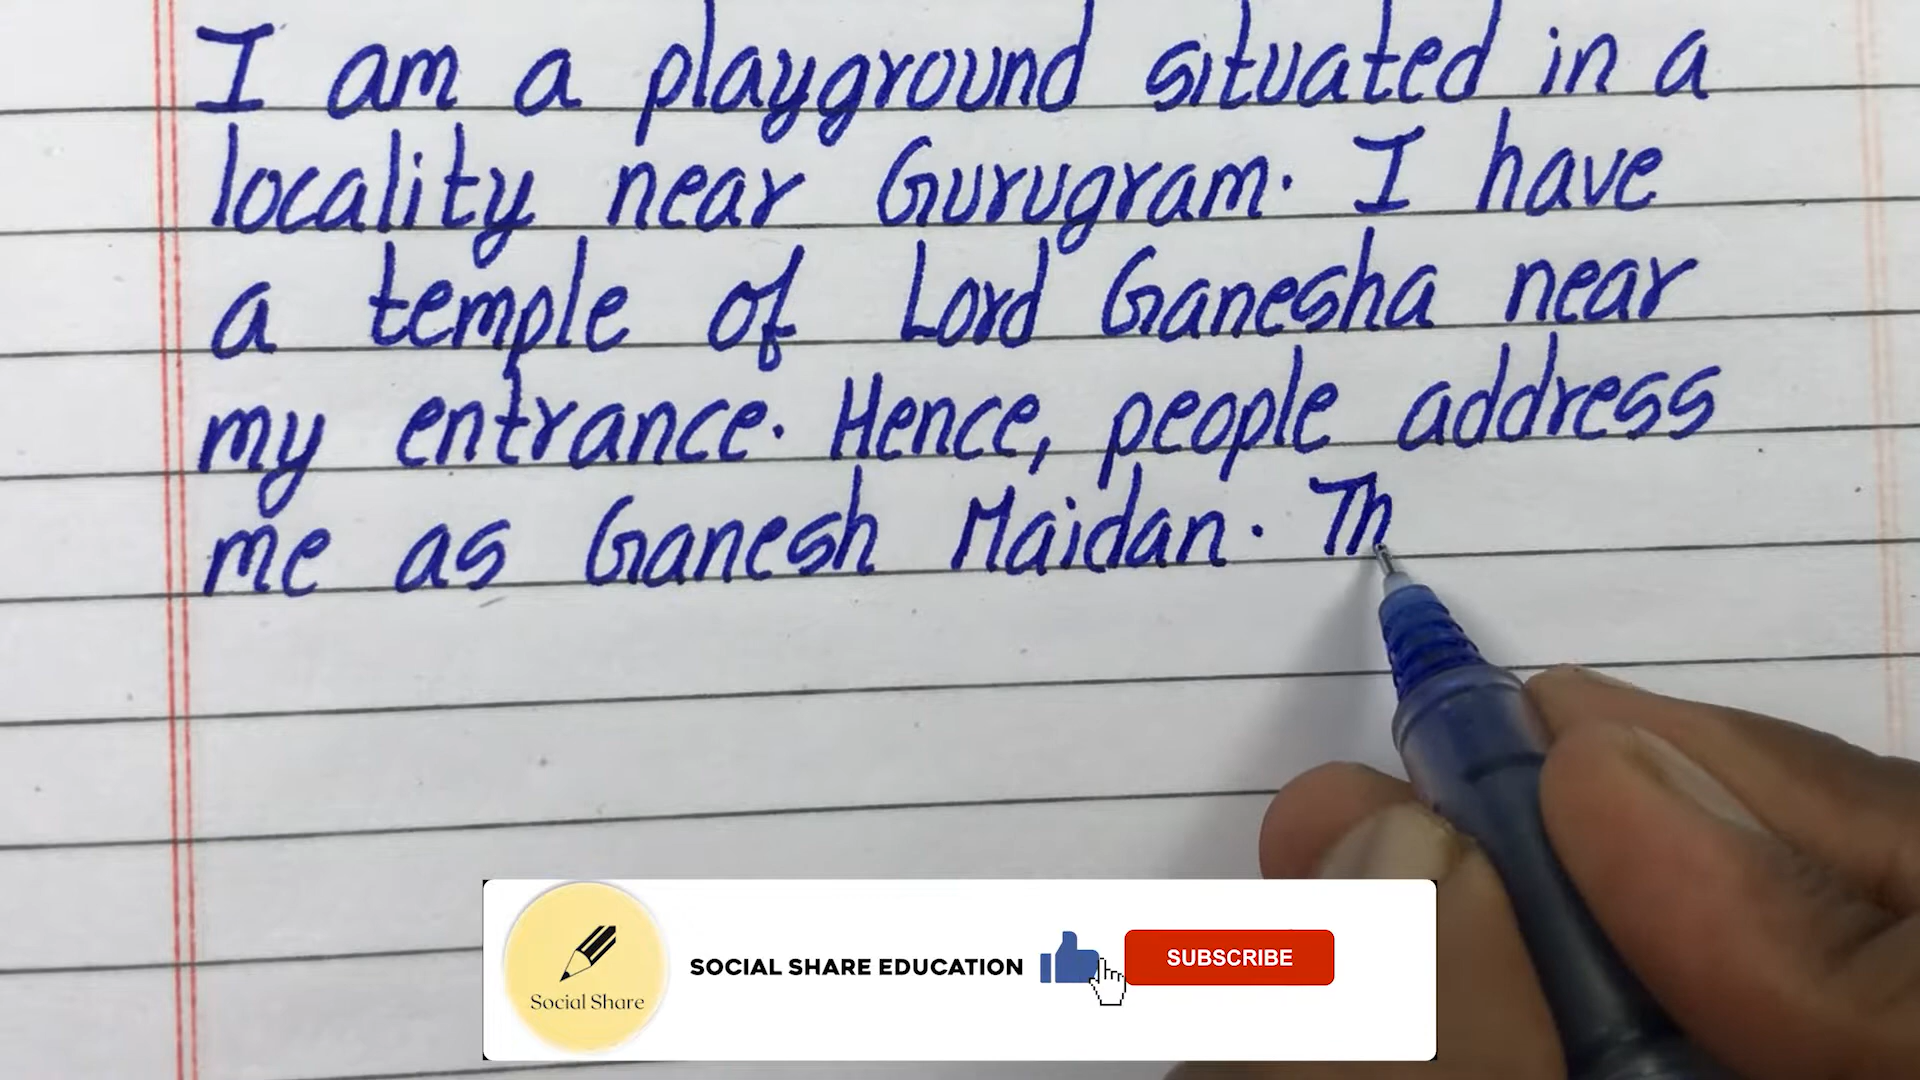 I am a playground situated in a
locality near Gurugram. I have
a temple of Lord Ganesha near
my entrance. Hence, people address
me as Ganesh Maidan. Th
Social Share
SOCIAL SHARE EDUCATION
SUBSCRIBE